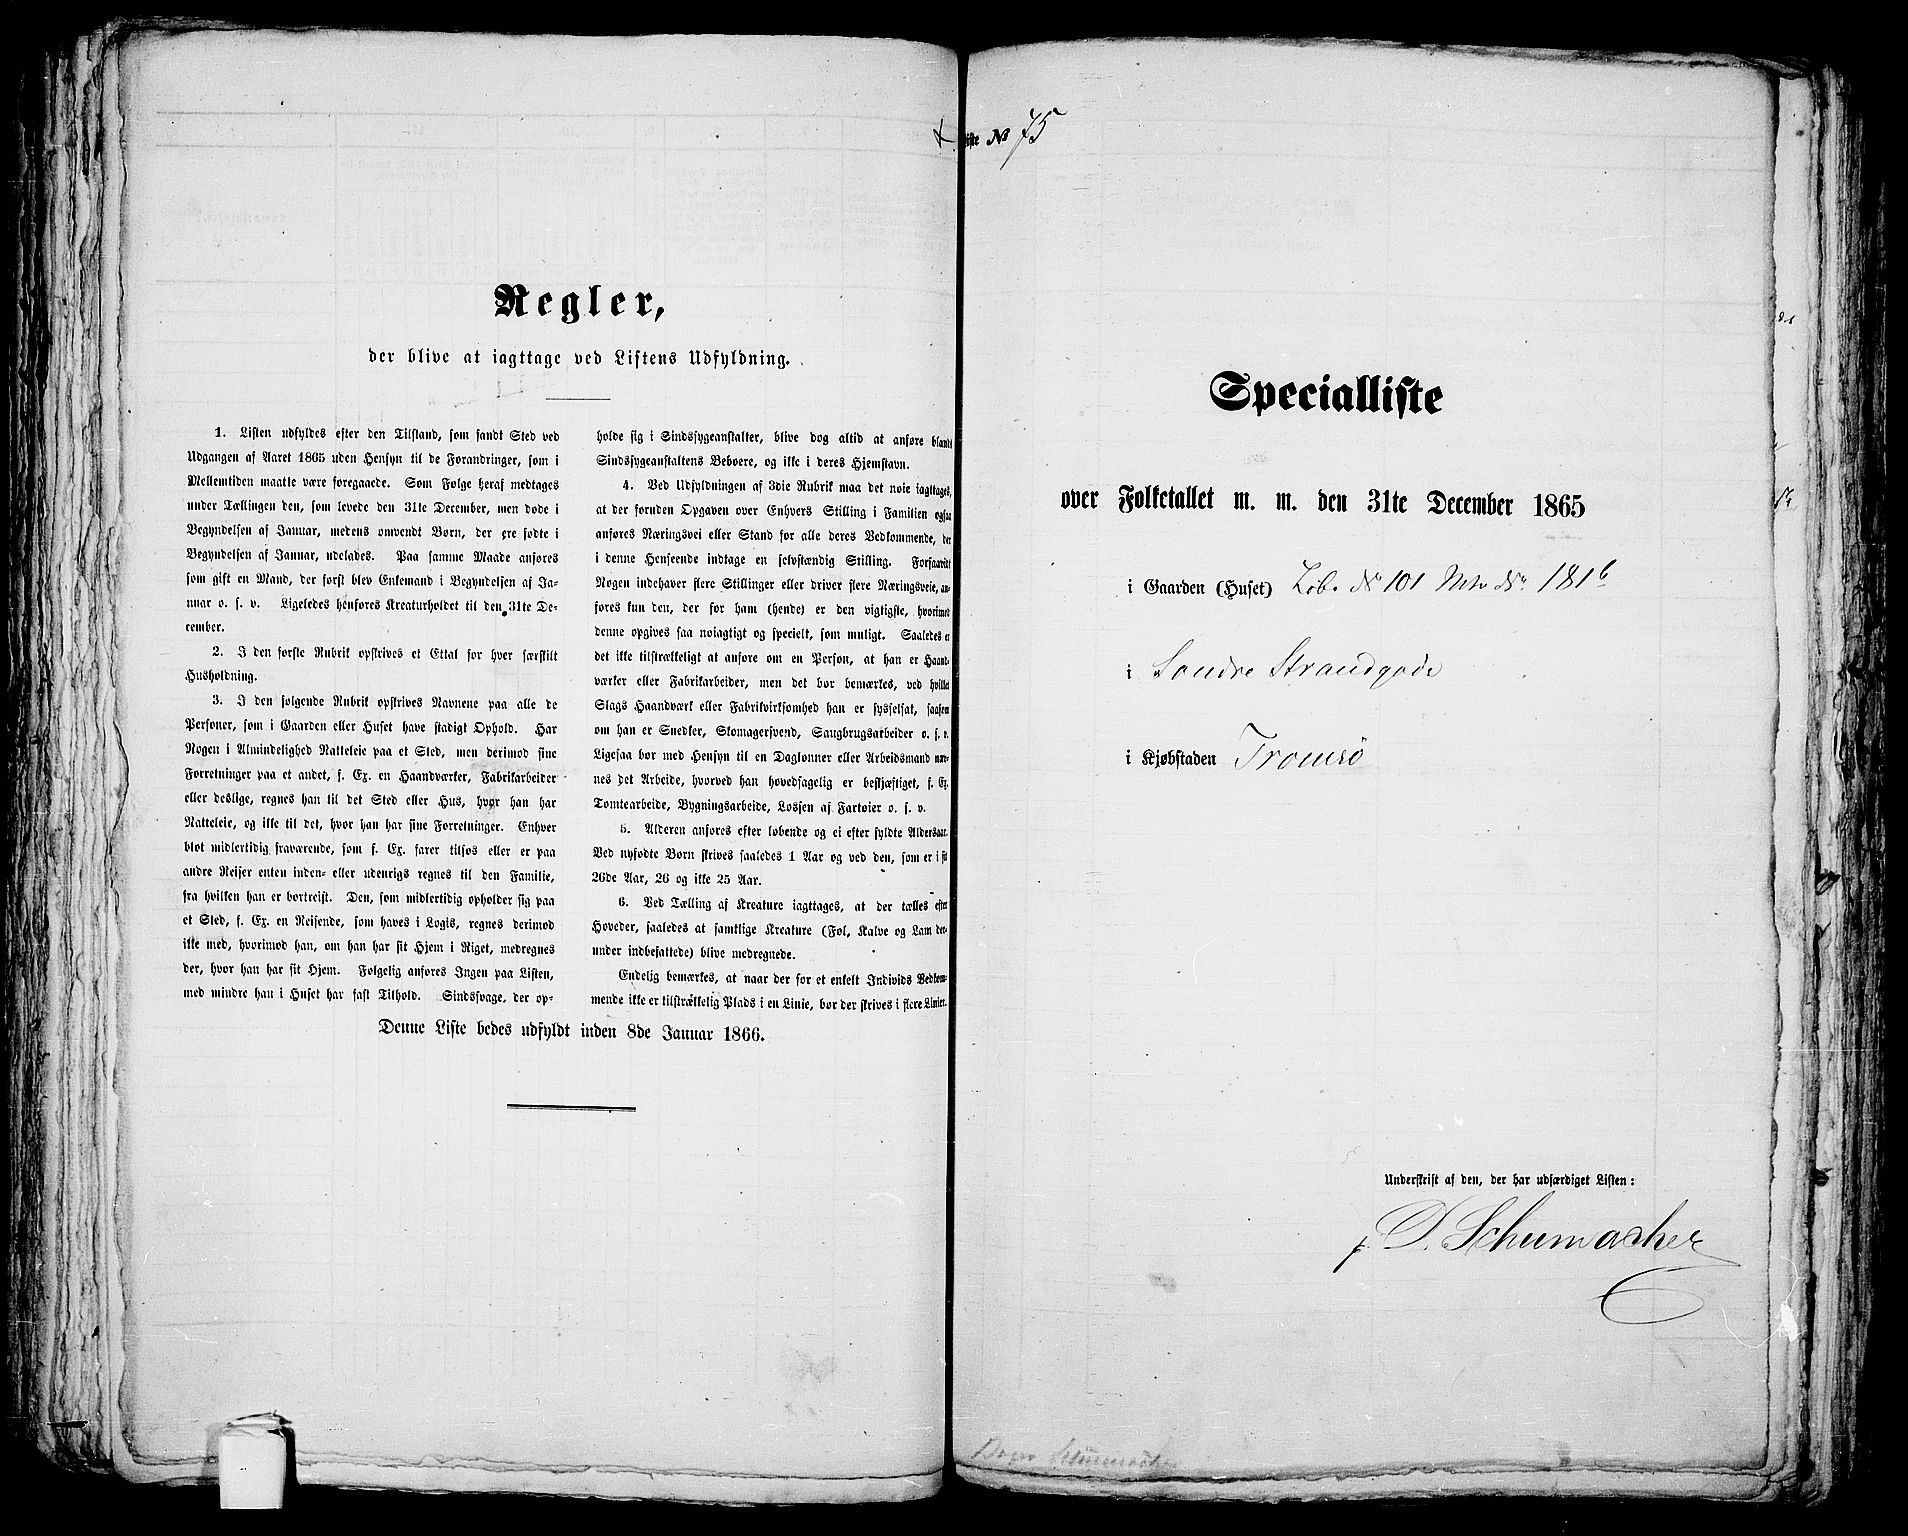 Regler,
der blive at iagttage ved Listens Udfyldning.
1. Listen udfyldes efter den Tilstand, som fandt Sted ved
Udgangen af Aaret 1865 uden Hensyn til de Forandringer, som i
Mellemtiden maatte være foregaaede. Som Følge heraf medtages
under Tællingen den, som levede den 31te December, men døde i
Begyndelsen af Januar, medens omvendt Børn, der ere fødte i
Begyndelsen af Januar, udelades. Paa samme Maade anføres
som gift en Mand, der først blev Enkemand i Begyndelsen af Ja-
nuar o. s. v. Ligeledes henføres Kreaturholdet til den 31te De-
cember.
2. I den første Rubrik opskrives et Ettal for hver særskilt
Husholdning.
3. I den følgende Rubrik opskrives Navnene paa alle de
Personer, som i Gaarden eller Huset have stadigt Ophold. Har
Nogen i Almindelighed Natteleie paa et Sted, men derimod sine
Forretninger paa et andet, f. Ex. en Haandværker, Fabrikarbeider
eller deslige, regnes han til det Sted eller Hus, hvor han har
Natteleie, og ikke til det, hvor han har sine Forretninger. Enhver
blot midlertidig fraværende, som f. Ex. farer tilsøs eller er paa
andre Reiser enten inden- eller udenrigs regnes til den Familie,
fra hvilken han er bortreist. Den, som midlertidig opholder sig paa
et Sted, f. Ex. en Reisende, som haves i Logis, regnes derimod
ikke med, hvorimod han, om han har sit Hjem i Riget, medregnes
der, hvor han har sit Hjem. Følgelig anføres Ingen paa Listen,
med mindre han i Huset har fast Tilhold. Sindssvage, der op-
holde sig i Sindssygeanstalter, blive dog altid at anføre blandt
Sindssygeanstaltens Beboere, og ikke i deres Hjemstavn.
4. Ved Udfyldningen af 3die Rubrik maa det nøie iagttages,
at der foruden Opgaven over Enhvers Stilling i Familien ogsaa
anføres Næringsvei eller Stand for alle deres Vedkommende, der
i denne Henseende indtage en selvstændig Stilling. Forsaavidt
Nogen indehaver flere Stillinger eller driver flere Næringsveie, an-
føres kun den, der for ham (hende) er den vigtigste, hvorimod
denne opgives saa nøiagtigt og specielt, som muligt. Saaledes er
det ikke tilstrækkeligt at anføre om en Person, at han er Haand-
værker eller Fabrikarbeider, men det bør bemærkes, ved hvilket
Slags Haandværk eller Fabrikvirksomhed han er sysselsat, saasom
om han er Snedker, Skomagersvend, Saugbrugsarbeider o. s. v.
Ligesaa bør med Hensyn til en Dagløner eller Arbeidsmand næv-
nes det Arbeide, hvorved han hovedsagelig er beskjæftiget, f. Ex.
Tomtearbeide, Bygningsarbeide, Losjen af Fartøier o. s. v.
5. Alderen anføres efter løbende og ei efter fyldte Aldersaar.
Ved nyfødte Børn skrives saaledes 1 Aar og ved den, som er i sit
26de Aar, 26 og ikke 25 Aar.
6. Ved Tælling af Kreature iagttages, at der tælles efter
Hoveder, saaledes at samtlige Kreature (Føl, Kalve og Lam der-
under indbefattede) blive medregnede.
Endelig bemærkes, at naar der for et enkelt Individs Vedkom-
mende ikke er tilstrækkelig Plads i en Linie, bør der skrives i flere Linier.
Denne Liste bedes udfyldt inden 8de Januar 1866.
iste No 75
Specialliste
over Folketallet m. m. den 31te December 1865
i Gaarden (Huset) Løb. No 101 Mtr No. 181b
i Søndre Strandgade
i Kjøbstaden Tromsø
Underskrift af den, der har udfærdiget Listen:
D. Schumacher